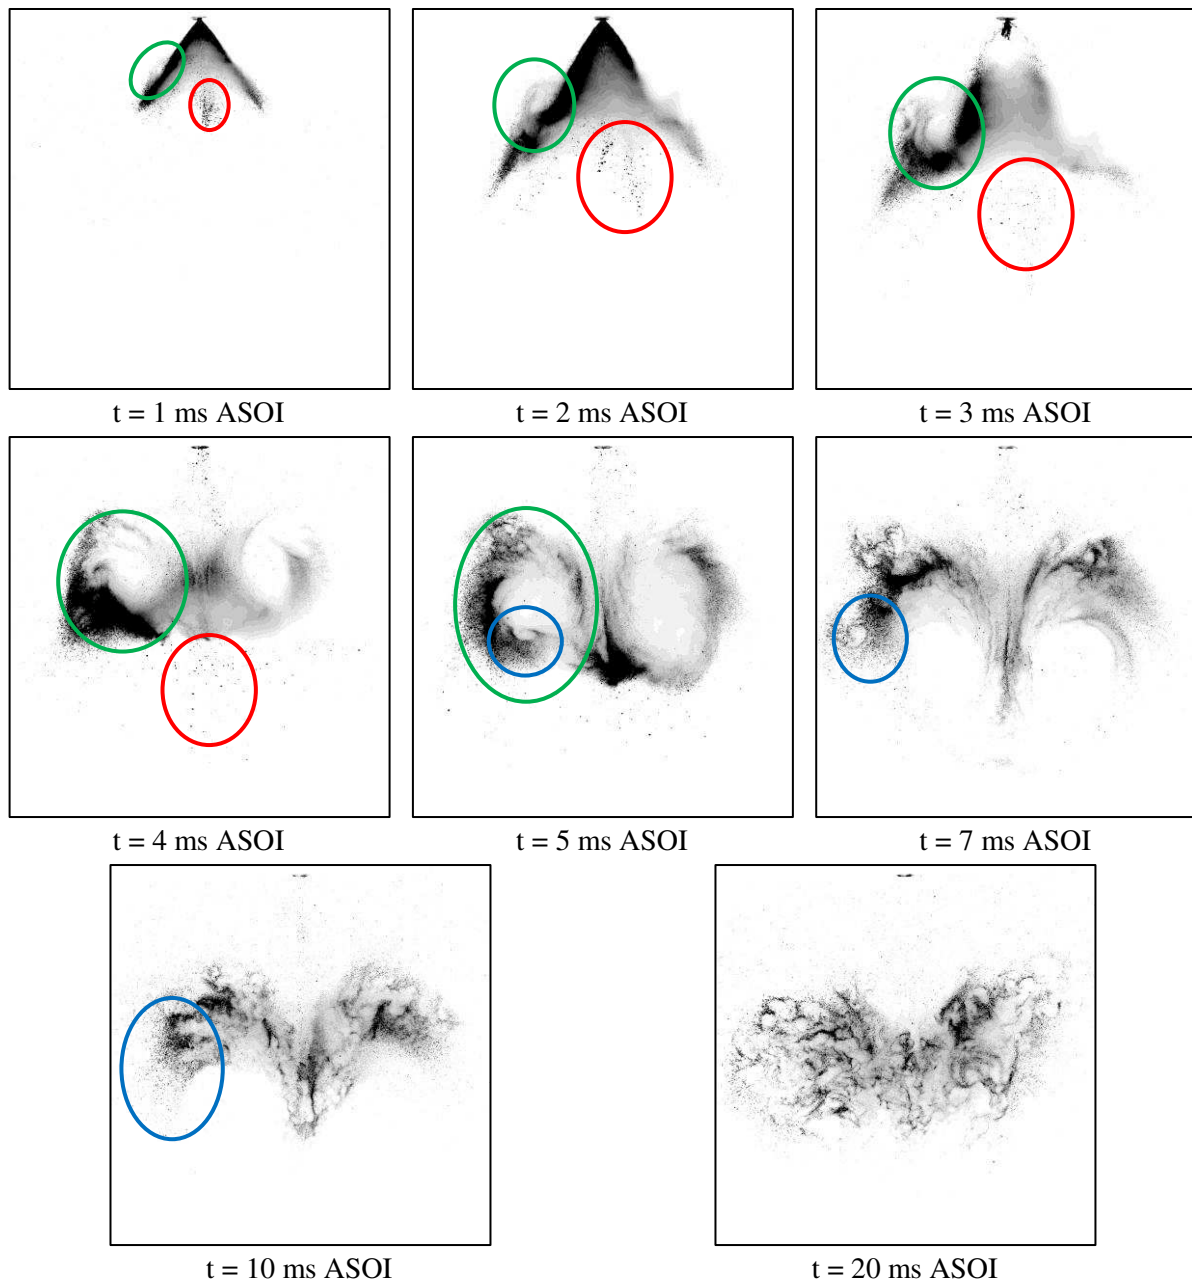 t = 1 ms ASOI
t = 2 ms ASOI
t = 3 ms ASOI
t = 4 ms ASOI
t = 5 ms ASOI
t = 7 ms ASOI
t = 10 ms ASOI
t = 20 ms ASOI